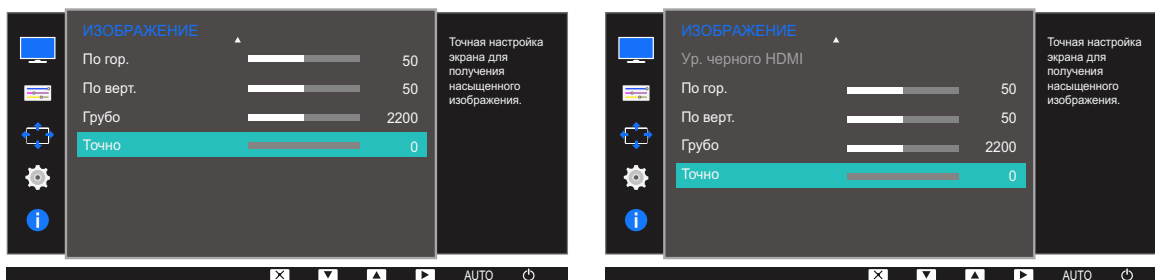 ИЗОБРАЖЕНИЕ
По гор. 50
По верт. 50
Грубо 2200
Точно 0
Точная настройка
экрана для
получения
насыщенного
изображения.
AUTO
ИЗОБРАЖЕНИЕ
Ур. черного HDMI
По гор. 50
По верт. 50
Грубо 2200
Точно 0
Точная настройка
экрана для
получения
насыщенного
изображения.
AUTO